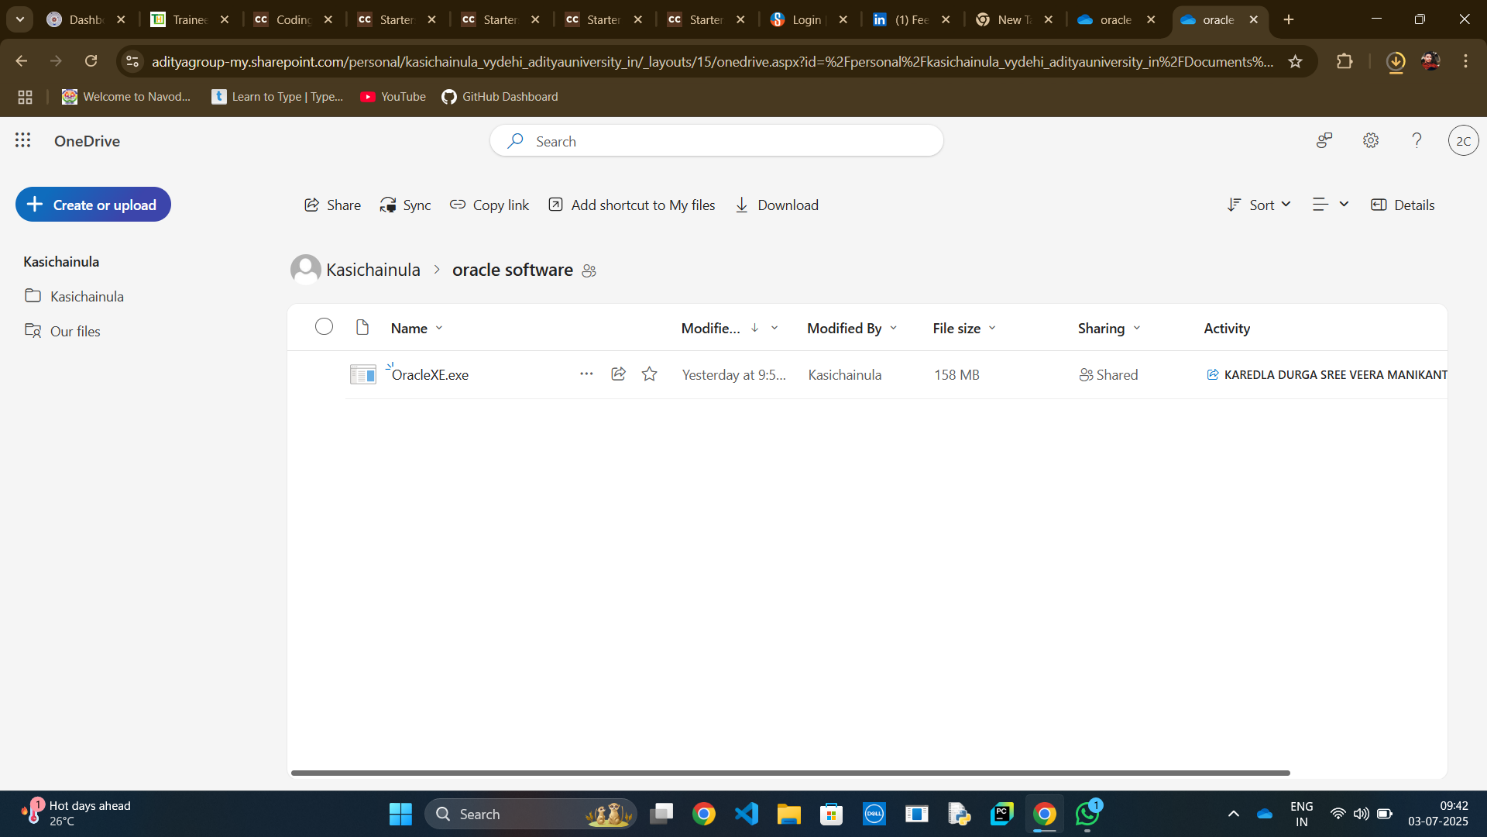 Dashb Trainee Coding Starter Starter Starter Starter Login (1) Fee New Ta oracle oracle
adityagroup-my.sharepoint.com/personal/kasichainula_vydehi_adityauniversity_in/_layouts/15/onedrive.aspx?id=%2Fpersonal%2Fkasichainula_vydehi_adityauniversity_in%2FDocuments%...
Welcome to Navod... Learn to Type | Type... YouTube GitHub Dashboard
OneDrive Search 2C
Create or upload Share Sync Copy link Add shortcut to My files Download Sort Details
Kasichainula
Kasichainula
Our files
Kasichainula > oracle software
Name Modifie... Modified By File size Sharing Activity
OracleXE.exe ... Yesterday at 9:5... Kasichainula 158 MB Shared KAREDLA DURGA SREE VEERA MANIKANT
1 Hot days ahead
26°C
Search
1
ENG
IN
09:42
03-07-2025